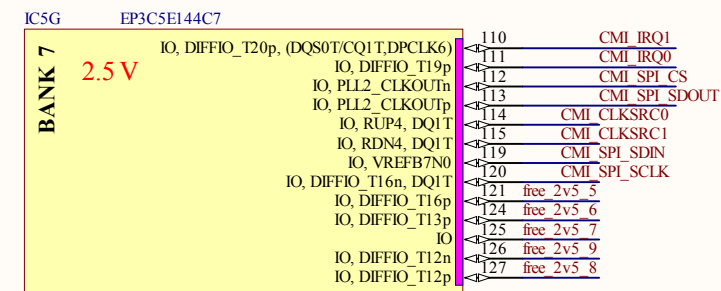 IC5G EP3C5E144C7
BANK 7
2.5 V
IO, DIFFIO_T20p, (DQS0T/CQ1T,DPCLK6) 110 CMI_IRQ1
IO, DIFFIO_T19p 111 CMI_IRQ0
IO, PLL2_CLKOUTn 112 CMI_SPI_CS
IO, PLL2_CLKOUTp 113 CMI_SPI_SDOUT
IO, RUP4, DQ1T 114 CMI_CLKSRC0
IO, RDN4, DQ1T 115 CMI_CLKSRC1
IO, VREFB7N0 119 CMI_SPI_SDIN
IO, DIFFIO_T16n, DQ1T 120 CMI_SPI_SCLK
IO, DIFFIO_T16p 121 free_2v5_5
IO, DIFFIO_T13p 124 free_2v5_6
IO 125 free_2v5_7
IO, DIFFIO_T12n 126 free_2v5_9
IO, DIFFIO_T12p 127 free_2v5_8